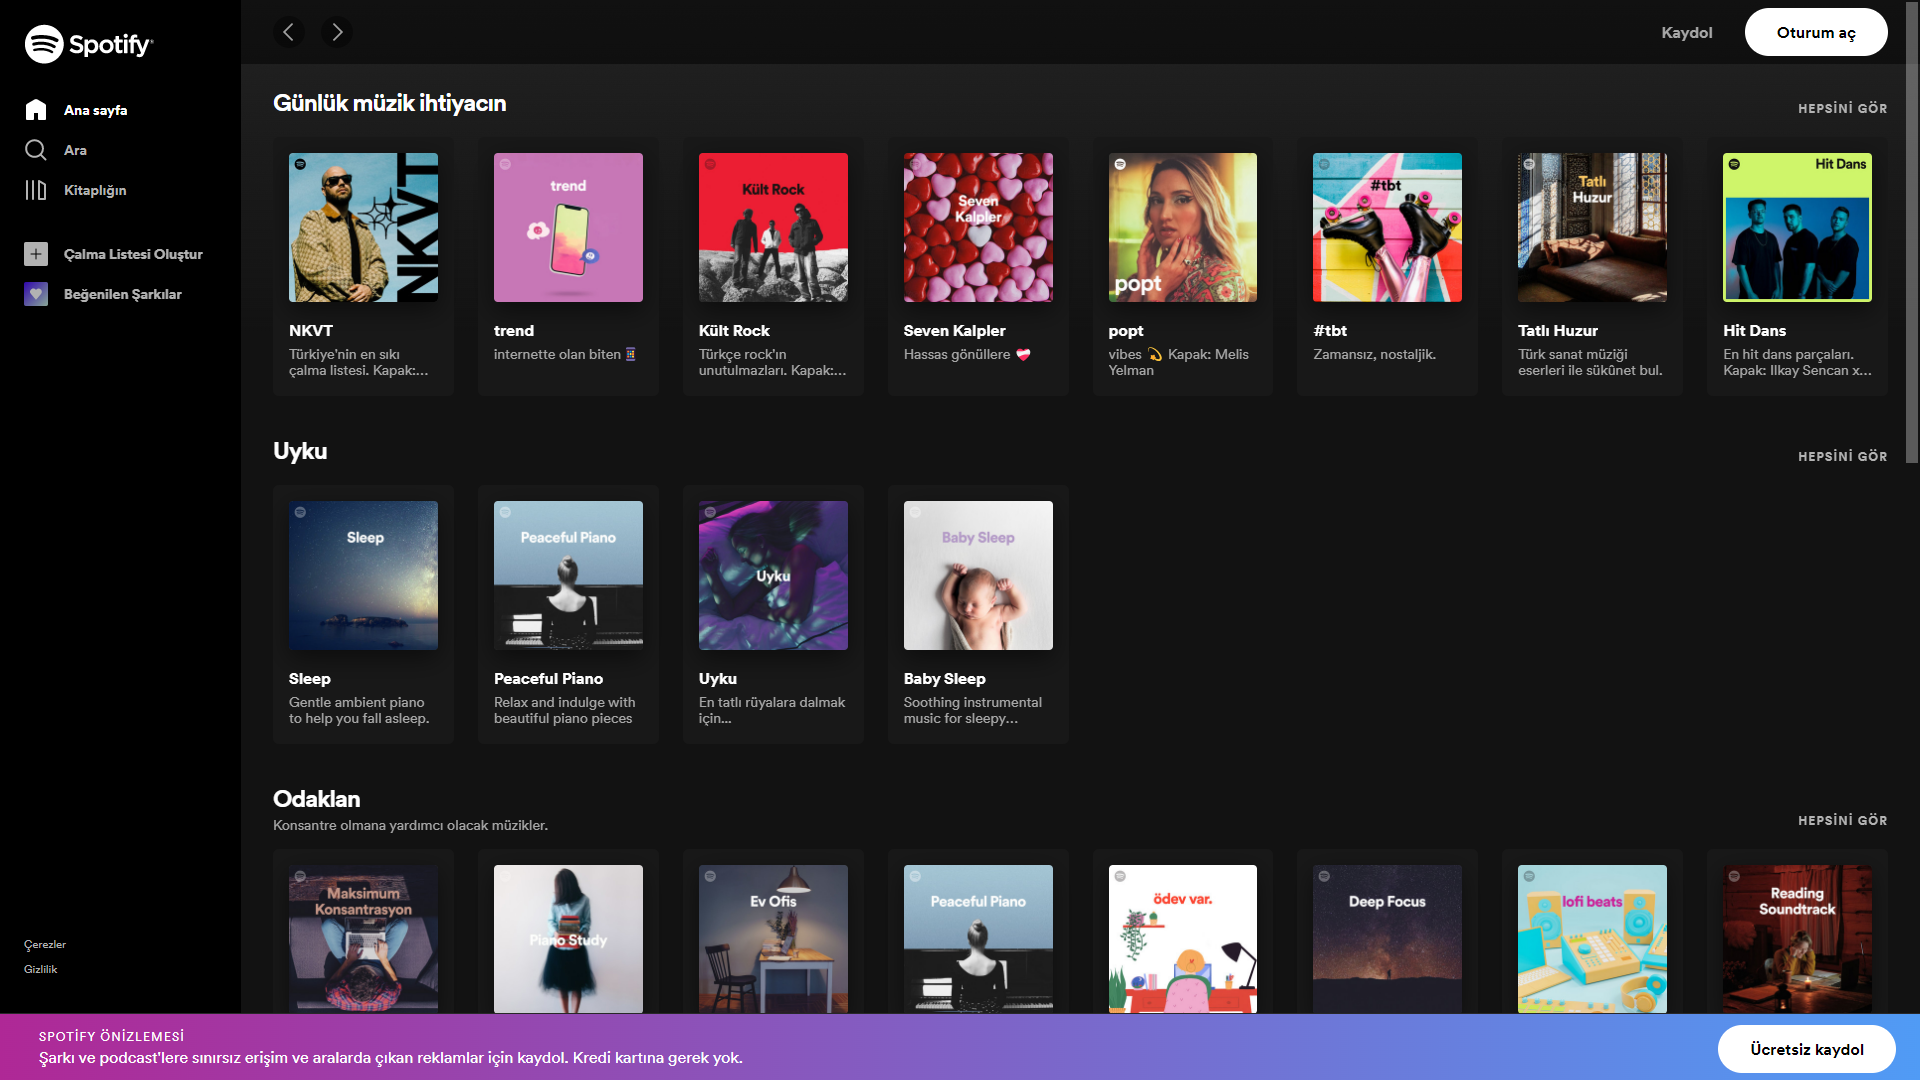 Spotify
Ana sayfa
Ara
Kitaplığın
Çalma Listesi Oluştur
Beğenilen Şarkılar
Çerezler
Gizlilik
Kaydol
Oturum aç
Günlük müzik ihtiyacın
HEPSİNİ GÖR
NKVT
trend
Kült Rock
Seven
Kalpler
popt
#tbt
Tatlı
Huzur
Hit Dans
NKVT
Türkiye'nin en sıkı
çalma listesi. Kapak:...
trend
internette olan biten
Kült Rock
Türkçe rock'ın
unutulmazları. Kapak:...
Seven Kalpler
Hassas gönüllere 💝
popt
vibes 💫 Kapak: Melis
Yelman
#tbt
Zamansız, nostaljik.
Tatlı Huzur
Türk sanat müziği
eserleri ile sükûnet bul.
Hit Dans
En hit dans parçaları.
Kapak: Ilkay Sencan x...
Uyku
HEPSİNİ GÖR
Sleep
Peaceful Piano
Uyku
Baby Sleep
Sleep
Gentle ambient piano
to help you fall asleep.
Peaceful Piano
Relax and indulge with
beautiful piano pieces
Uyku
En tatlı rüyalara dalmak
için...
Baby Sleep
Soothing instrumental
music for sleepy...
Odaklan
Konsantre olmana yardımcı olacak müzikler.
HEPSİNİ GÖR
Maksimum
Konsantrasyon
Piano Study
Ev Ofis
Peaceful Piano
ödev var.
Deep Focus
lofi beats
Reading
Soundtrack
SPOTİFY ÖNİZLEMESİ
Şarkı ve podcast'lere sınırsız erişim ve aralarda çıkan reklamlar için kaydol. Kredi kartına gerek yok.
Ücretsiz kaydol